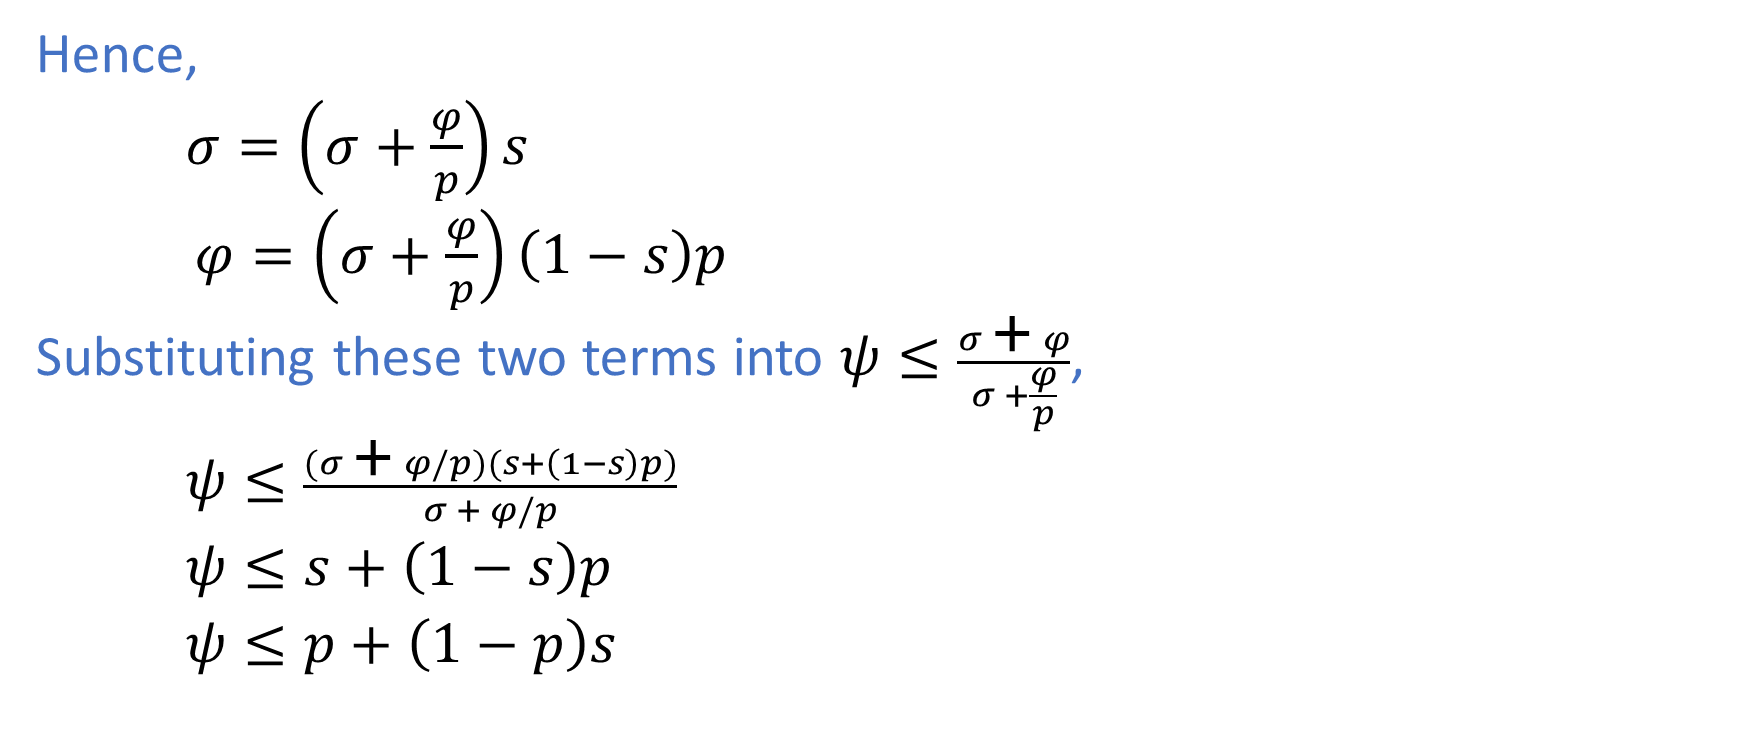 Hence,
σ = (σ + φ/p) s
φ = (σ + φ/p) (1 − s)p
Substituting these two terms into ψ ≤ (σ + φ)/(σ + φ/p),
ψ ≤ ((σ + φ/p)(s+(1−s)p))/(σ + φ/p)
ψ ≤ s + (1 − s)p
ψ ≤ p + (1 − p)s